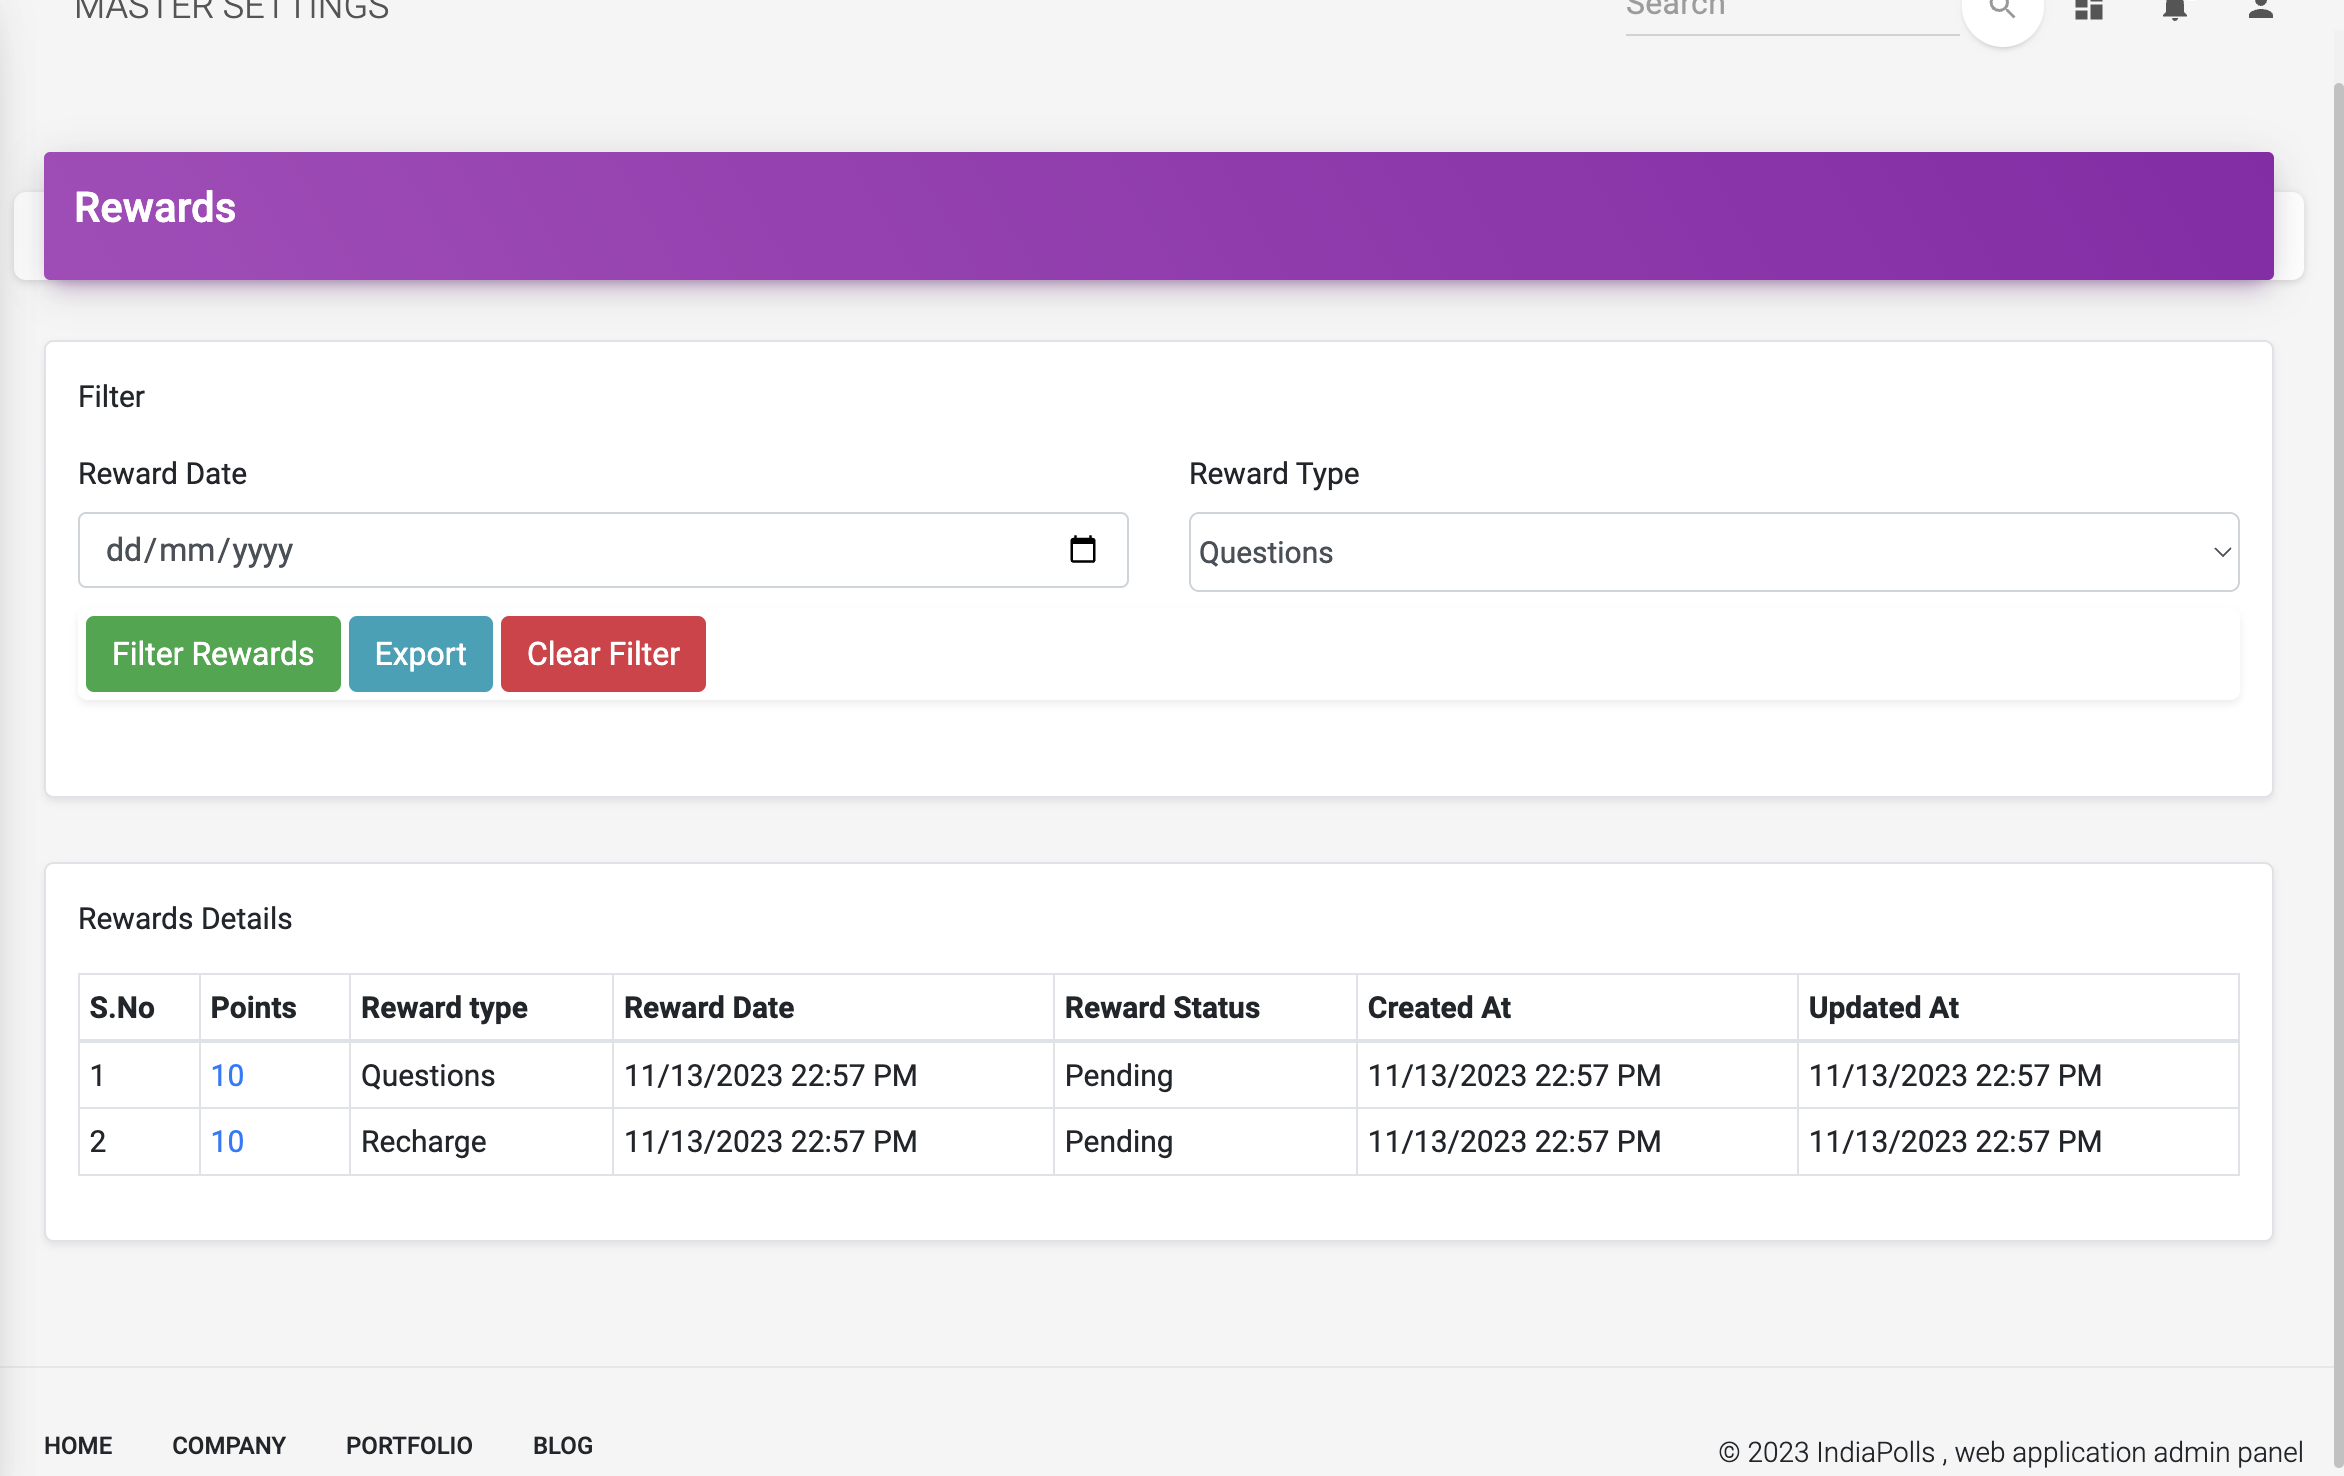 MASTER SETTINGS
Search
Rewards
Filter
Reward Date
Reward Type
dd/mm/yyyy
Questions
Filter Rewards
Export
Clear Filter
Rewards Details
S.No Points Reward type Reward Date Reward Status Created At Updated At
1 10 Questions 11/13/2023 22:57 PM Pending 11/13/2023 22:57 PM 11/13/2023 22:57 PM
2 10 Recharge 11/13/2023 22:57 PM Pending 11/13/2023 22:57 PM 11/13/2023 22:57 PM
HOME COMPANY PORTFOLIO BLOG
© 2023 IndiaPolls , web application admin panel